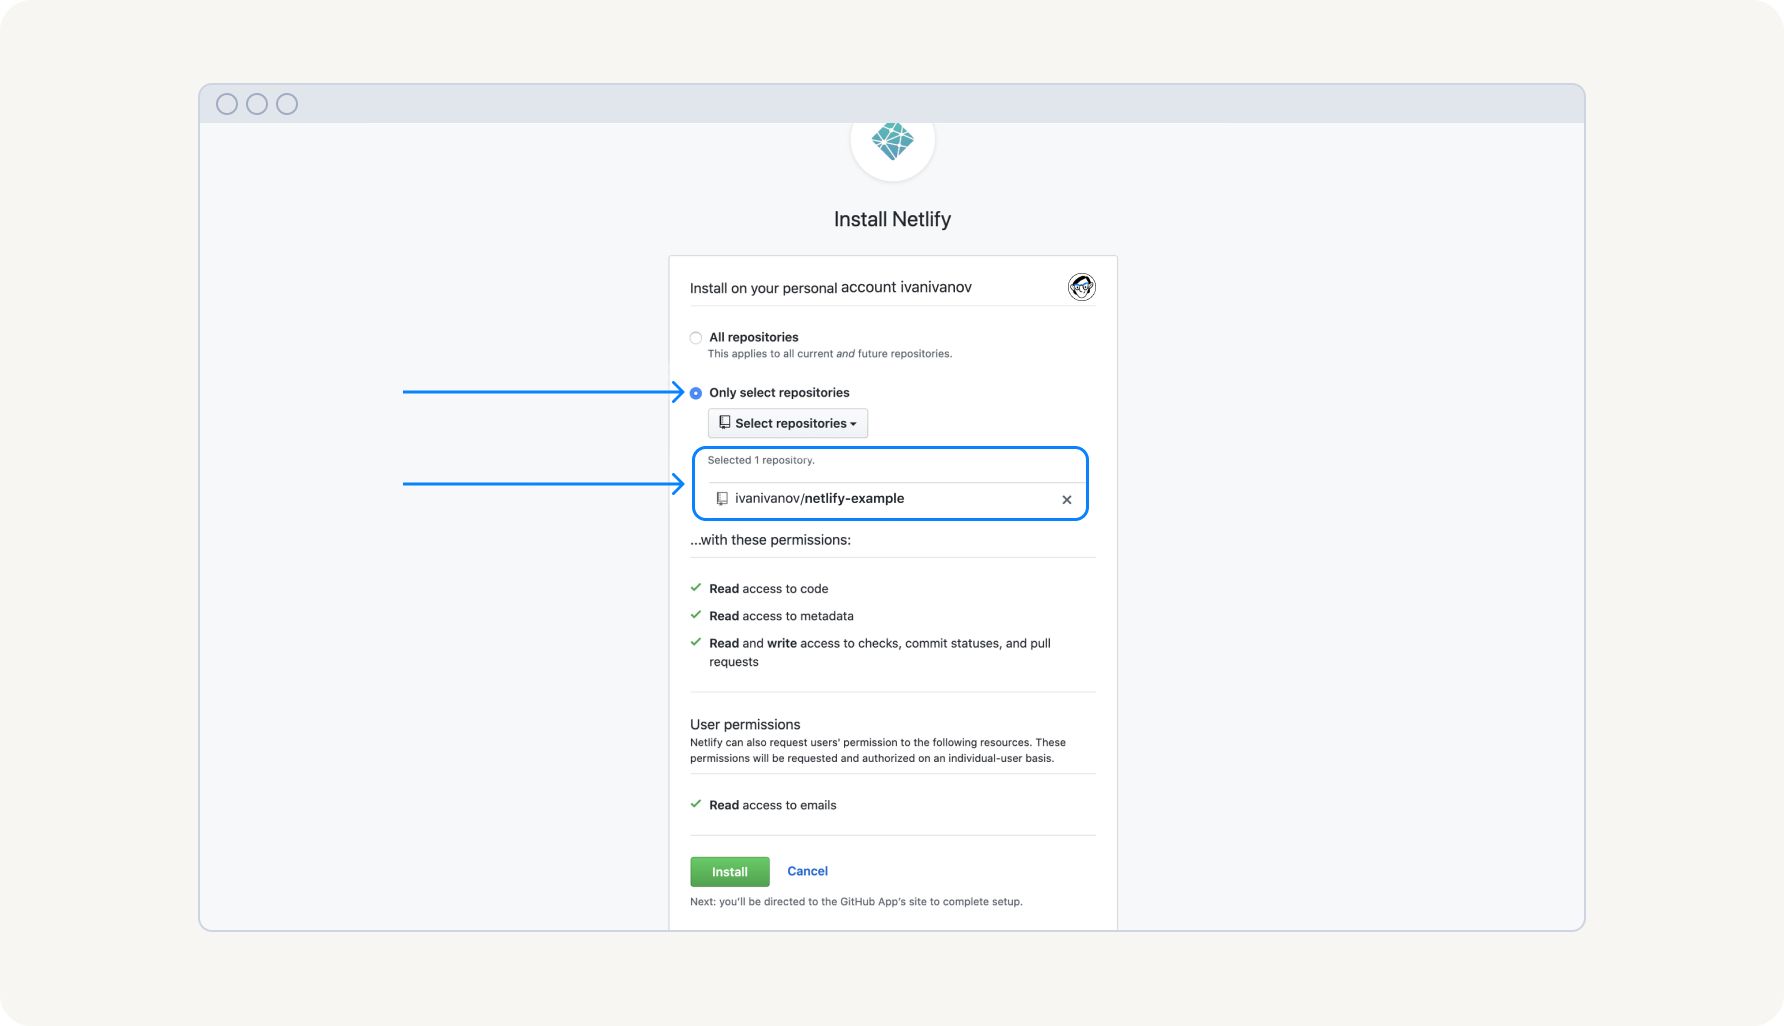 Install Netlify
Install on your personal account ivanivanov
All repositories
This applies to all current and future repositories.
Only select repositories
Select repositories
Selected 1 repository.
ivanivanov/netlify-example
...with these permissions:
Read access to code
Read access to metadata
Read and write access to checks, commit statuses, and pull
requests
User permissions
Netlify can also request users' permission to the following resources. These
permissions will be requested and authorized on an individual-user basis.
Read access to emails
Install Cancel
Next: you'll be directed to the GitHub App's site to complete setup.